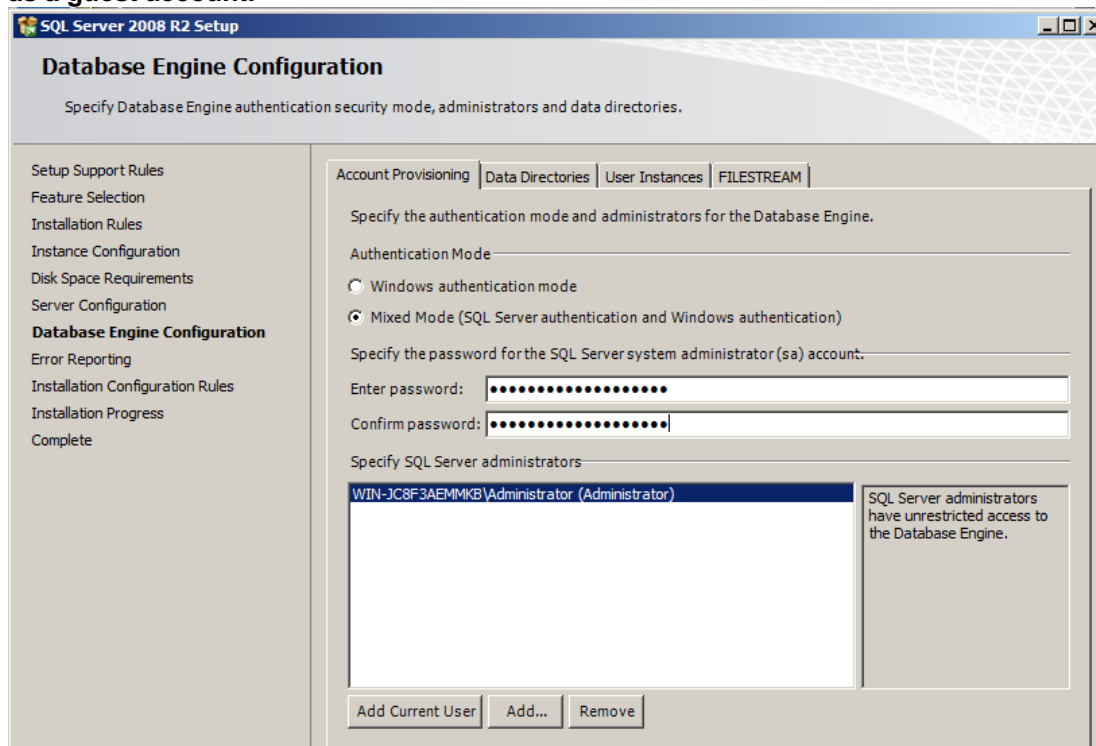 as a guest account.
SQL Server 2008 R2 Setup
Database Engine Configuration
Specify Database Engine authentication security mode, administrators and data directories.
Setup Support Rules
Feature Selection
Installation Rules
Instance Configuration
Disk Space Requirements
Server Configuration
Database Engine Configuration
Error Reporting
Installation Configuration Rules
Installation Progress
Complete
Account Provisioning Data Directories User Instances FILESTREAM
Specify the authentication mode and administrators for the Database Engine.
Authentication Mode
Windows authentication mode
Mixed Mode (SQL Server authentication and Windows authentication)
Specify the password for the SQL Server system administrator (sa) account.
Enter password: ●●●●●●●●●●●●●●●●●●●
Confirm password: ●●●●●●●●●●●●●●●●●●●
Specify SQL Server administrators
WIN-JC8F3AEMMKB\Administrator (Administrator)
SQL Server administrators
have unrestricted access to
the Database Engine.
Add Current User Add... Remove